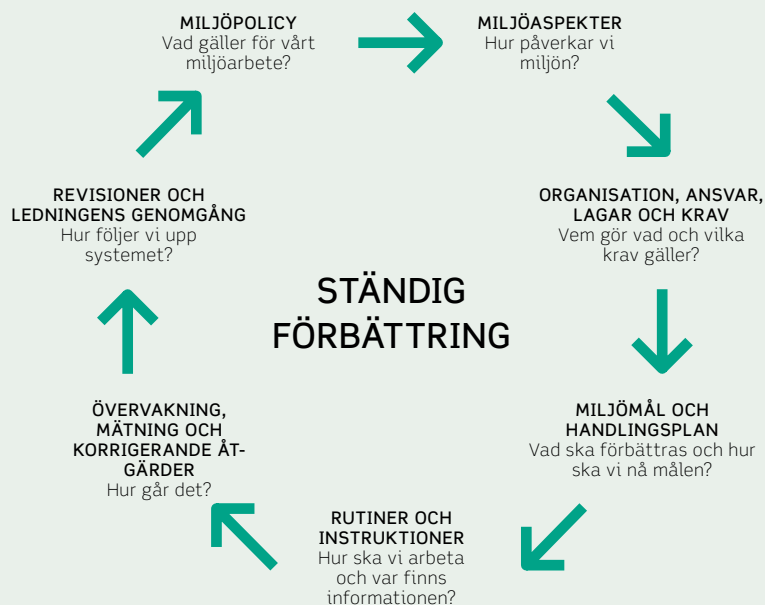 MILJÖPOLICY
Vad gäller för vårt
miljöarbete?
MILJÖASPEKTER
Hur påverkar vi
miljön?
ORGANISATION, ANSVAR,
LAGAR OCH KRAV
Vem gör vad och vilka
krav gäller?
MILJÖMÅL OCH
HANDLINGSPLAN
Vad ska förbättras och hur
ska vi nå målen?
RUTINER OCH
INSTRUKTIONER
Hur ska vi arbeta
och var finns
informationen?
ÖVERVAKNING,
MÄTNING OCH
KORRIGERANDE ÅT-
GÄRDER
Hur går det?
REVISIONER OCH
LEDNINGENS GENOMGÅNG
Hur följer vi upp
systemet?
STÄNDIG
FÖRBÄTTRING